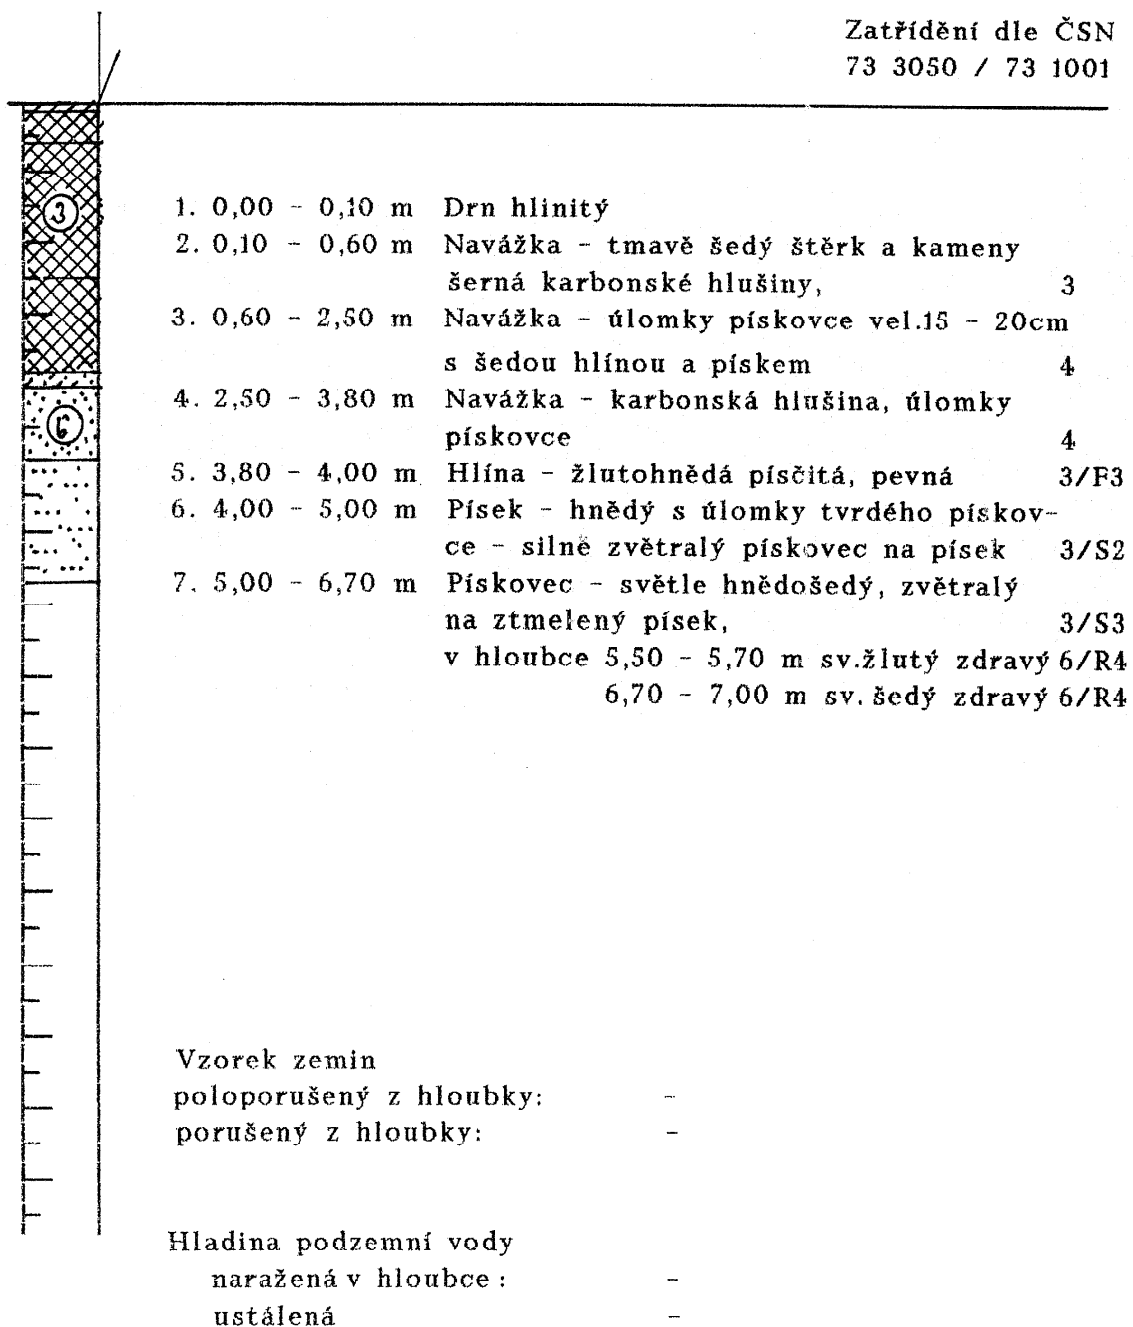 Zatřídění dle ČSN
73 3050 / 73 1001
1. 0,00 - 0,10 m Drn hlinitý
2. 0,10 - 0,60 m Navážka - tmavě šedý štěrk a kameny
šerná karbonské hlušiny, 3
3. 0,60 - 2,50 m Navážka - úlomky pískovce vel.15 - 20cm
s šedou hlínou a pískem 4
4. 2,50 - 3,80 m Navážka - karbonská hlušina, úlomky
pískovce 4
5. 3,80 - 4,00 m Hlína - žlutohnědá písčitá, pevná 3/F3
6. 4,00 - 5,00 m Písek - hnědý s úlomky tvrdého pískov-
ce - silně zvětralý pískovec na písek 3/S2
7. 5,00 - 6,70 m Pískovec - světle hnědošedý, zvětralý
na ztmelený písek, 3/S3
v hloubce 5,50 - 5,70 m sv.žlutý zdravý 6/R4
6,70 - 7,00 m sv. šedý zdravý 6/R4
3
6
Vzorek zemin
poloporušený z hloubky: -
porušený z hloubky: -
Hladina podzemní vody
naražená v hloubce : -
ustálená -